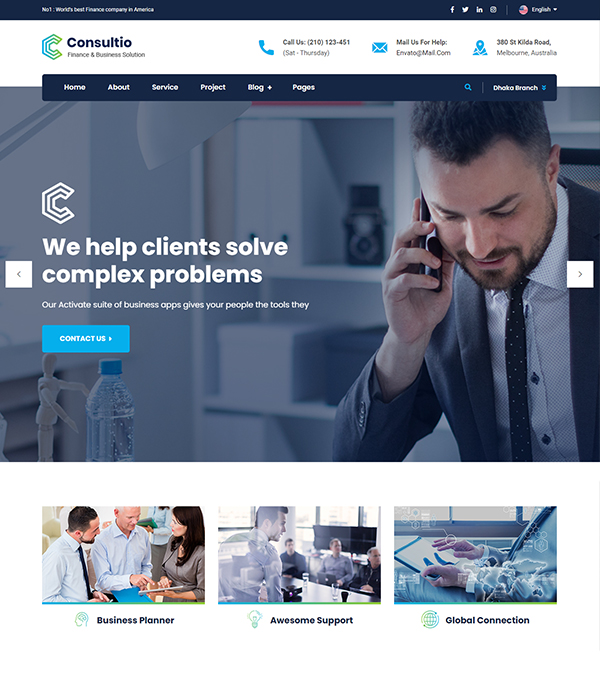 No1 : World's best Finance company in America
English
Consultio
Finance & Business Solution
Call Us: (210) 123-451
(Sat - Thursday)
Mail Us For Help:
Envato@Mail.Com
380 St Kilda Road,
Melbourne, Australia
Home
About
Service
Project
Blog +
Pages
Dhaka Branch
We help clients solve
complex problems
Our Activate suite of business apps gives your people the tools they
CONTACT US
Business Planner
Awesome Support
Global Connection